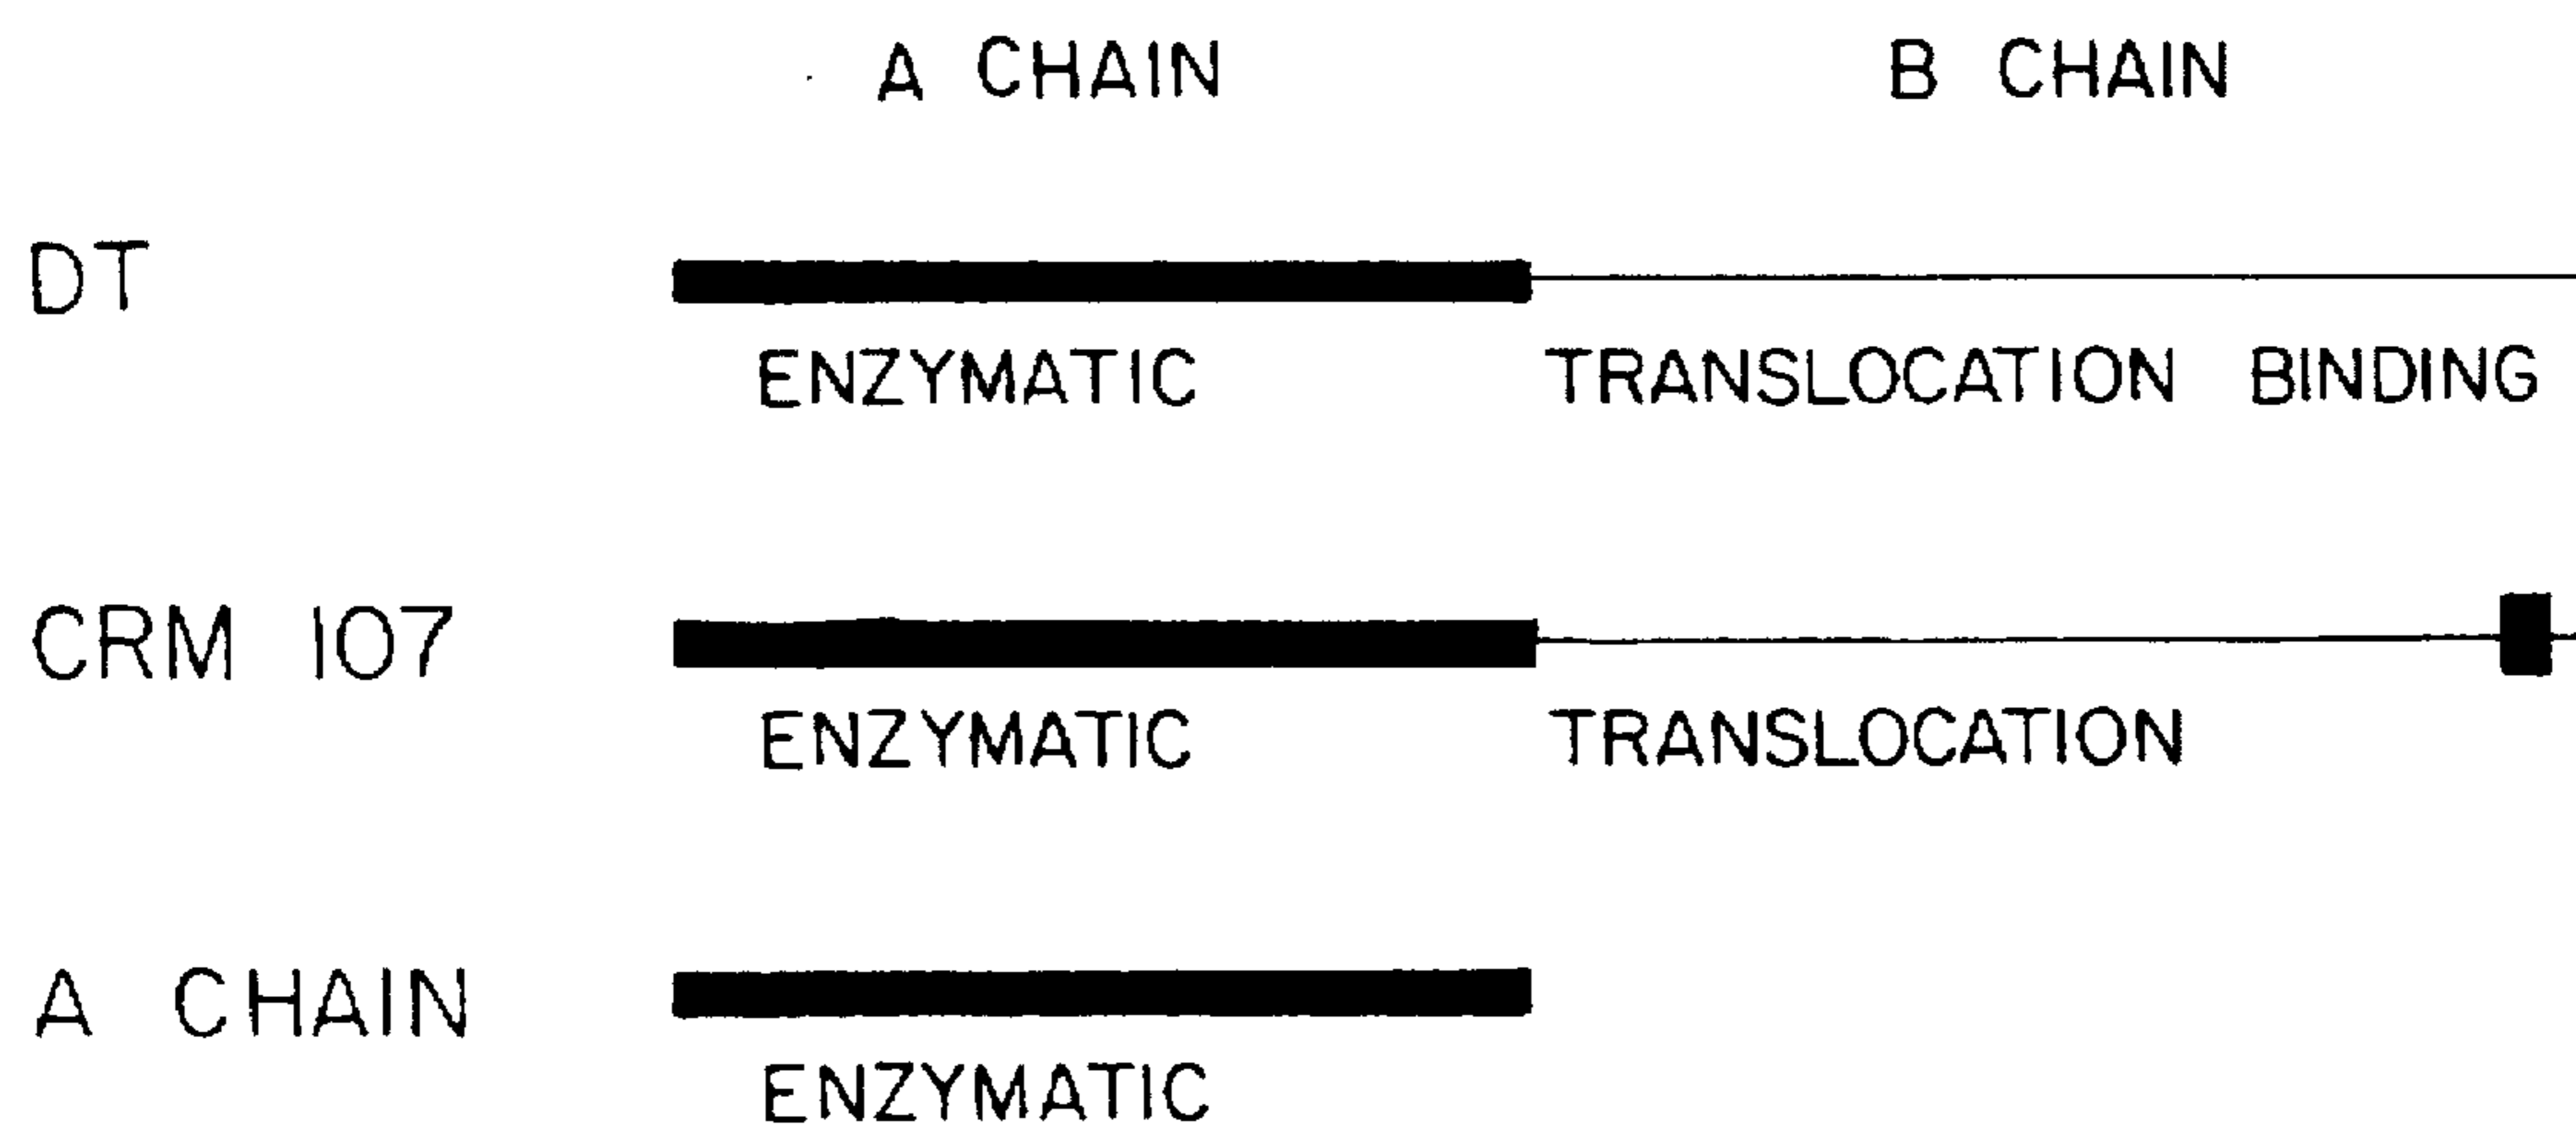 A CHAIN B CHAIN
DT
ENZYMATIC TRANSLOCATION BINDING
CRM 107
ENZYMATIC TRANSLOCATION
A CHAIN
ENZYMATIC